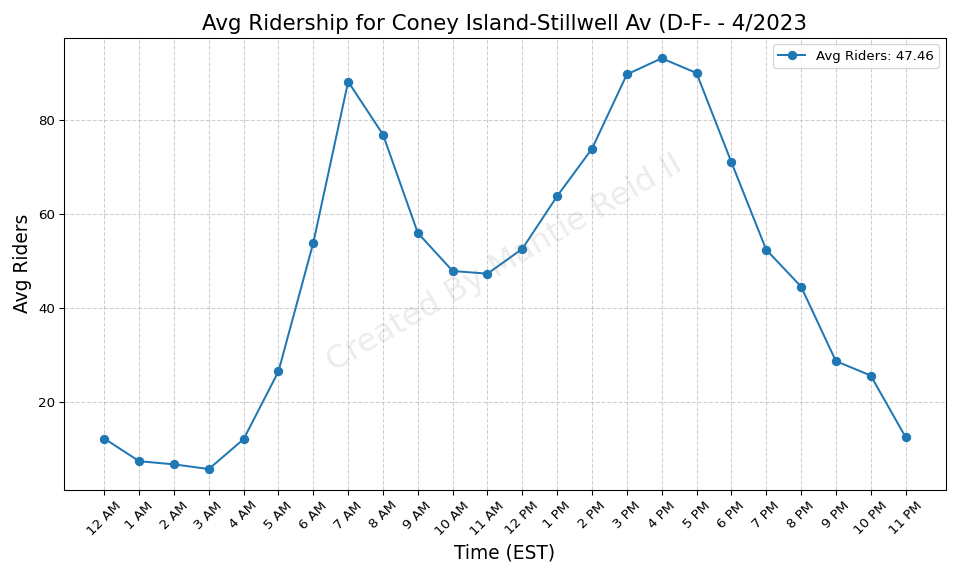 Avg Ridership for Coney Island-Stillwell Av (D-F- - 4/2023
Avg Riders: 47.46
Avg Riders
80
60
40
20
Created By Mantie Reid II
12 AM 1 AM 2 AM 3 AM 4 AM 5 AM 6 AM 7 AM 8 AM 9 AM 10 AM 11 AM 12 PM 1 PM 2 PM 3 PM 4 PM 5 PM 6 PM 7 PM 8 PM 9 PM 10 PM 11 PM
Time (EST)